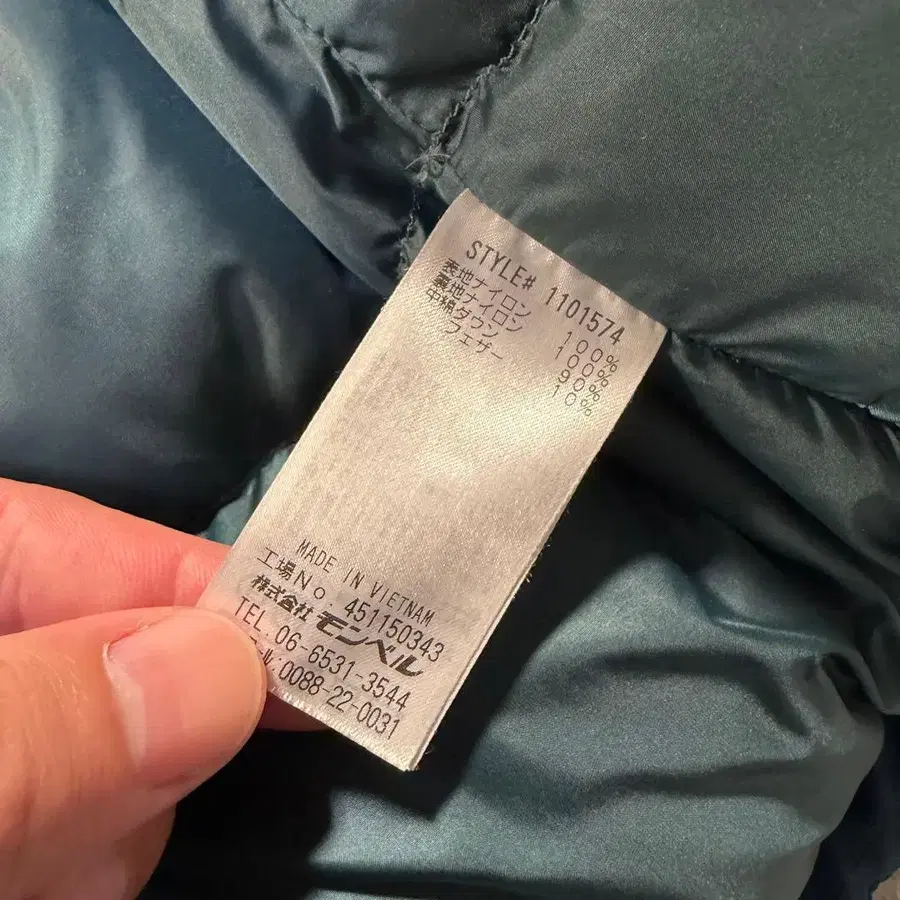 STYLE# 1101574
表地ナイロン 100%
裏地ナイロン 100%
中綿ダウン 90%
フェザー 10%
MADE IN VIETNAM
工場No. 451150343
株式会社 モンベル
TEL.06-6531-3544
0088-22-0031